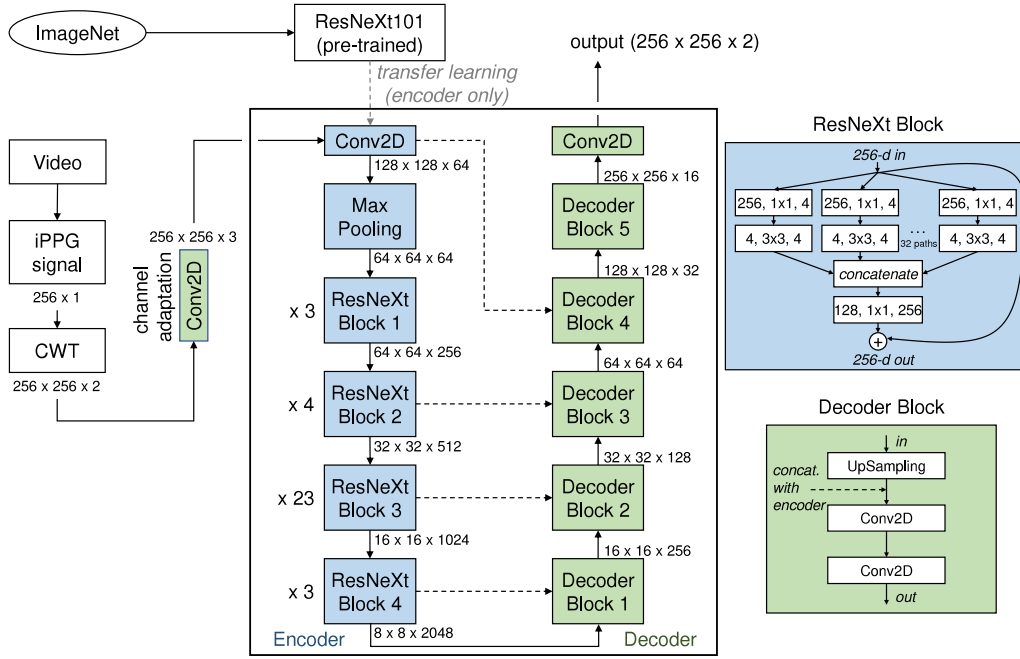 ImageNet
ResNeXt101
(pre-trained)
transfer learning
(encoder only)
output (256 x 256 x 2)
Video
iPPG
signal
256 x 1
CWT
256 x 256 x 2
256 x 256 x 3
channel
adaptation
Conv2D
Conv2D
128 x 128 x 64
Max
Pooling
64 x 64 x 64
x 3
ResNeXt
Block 1
64 x 64 x 256
x 4
ResNeXt
Block 2
32 x 32 x 512
x 23
ResNeXt
Block 3
16 x 16 x 1024
x 3
ResNeXt
Block 4
8 x 8 x 2048
Encoder
Conv2D
256 x 256 x 16
Decoder
Block 5
128 x 128 x 32
Decoder
Block 4
64 x 64 x 64
Decoder
Block 3
32 x 32 x 128
Decoder
Block 2
16 x 16 x 256
Decoder
Block 1
Decoder
ResNeXt Block
256-d in
256, 1x1, 4
256, 1x1, 4
256, 1x1, 4
4, 3x3, 4
4, 3x3, 4
...
32 paths
4, 3x3, 4
concatenate
128, 1x1, 256
+
256-d out
Decoder Block
in
UpSampling
concat.
with
encoder
Conv2D
Conv2D
out